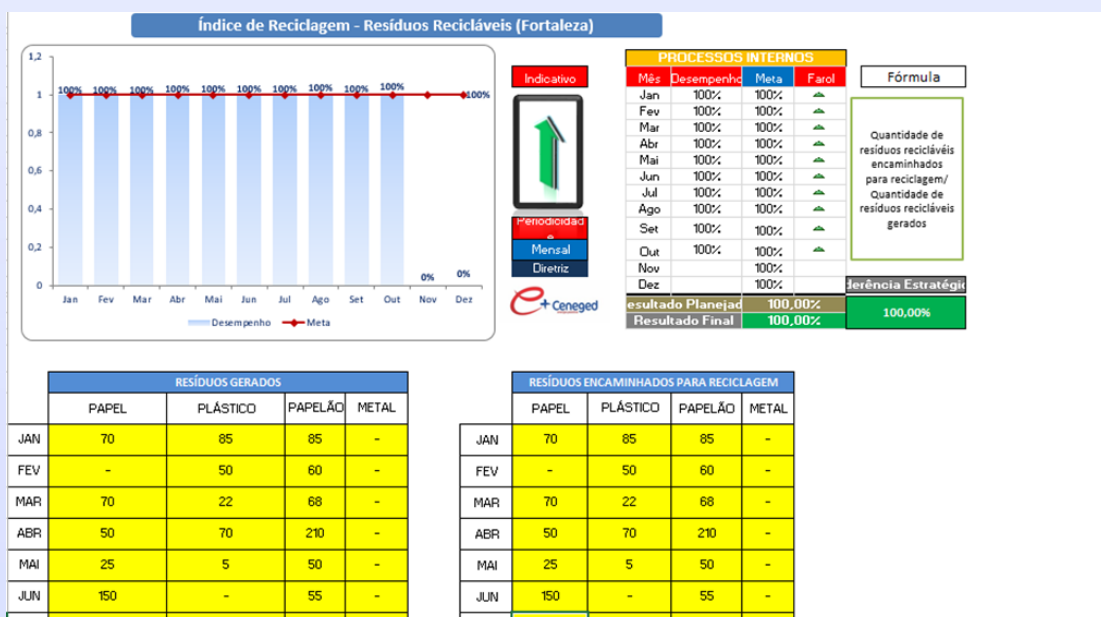 Índice de Reciclagem - Resíduos Recicláveis (Fortaleza)
1,2
1
0,8
0,6
0,4
0,2
0
100% 100% 100% 100% 100% 100% 100% 100% 100% 100% 100%
0% 0%
Jan Fev Mar Abr Mai Jun Jul Ago Set Out Nov Dez
Desempenho Meta
Indicativo
Periodicidad
e
Mensal
Diretriz
e+ Ceneged
PROCESSOS INTERNOS
Mês Desempenho Meta Farol
Jan 100% 100%
Fev 100% 100%
Mar 100% 100%
Abr 100% 100%
Mai 100% 100%
Jun 100% 100%
Jul 100% 100%
Ago 100% 100%
Set 100% 100%
Out 100% 100%
Nov 100%
Dez 100%
esultado Planejad 100,00%
Resultado Final 100,00%
Fórmula
Quantidade de
resíduos reciclávéis
encaminhados
para reciclagem/
Quantidade de
resíduos recicláveis
gerados
derência Estratégic
100,00%
RESÍDUOS GERADOS
PAPEL PLÁSTICO PAPELÃO METAL
JAN 70 85 85 -
FEV - 50 60 -
MAR 70 22 68 -
ABR 50 70 210 -
MAI 25 5 50 -
JUN 150 - 55 -
RESÍDUOS ENCAMINHADOS PARA RECICLAGEM
PAPEL PLÁSTICO PAPELÃO METAL
JAN 70 85 85 -
FEV - 50 60 -
MAR 70 22 68 -
ABR 50 70 210 -
MAI 25 5 50 -
JUN 150 - 55 -